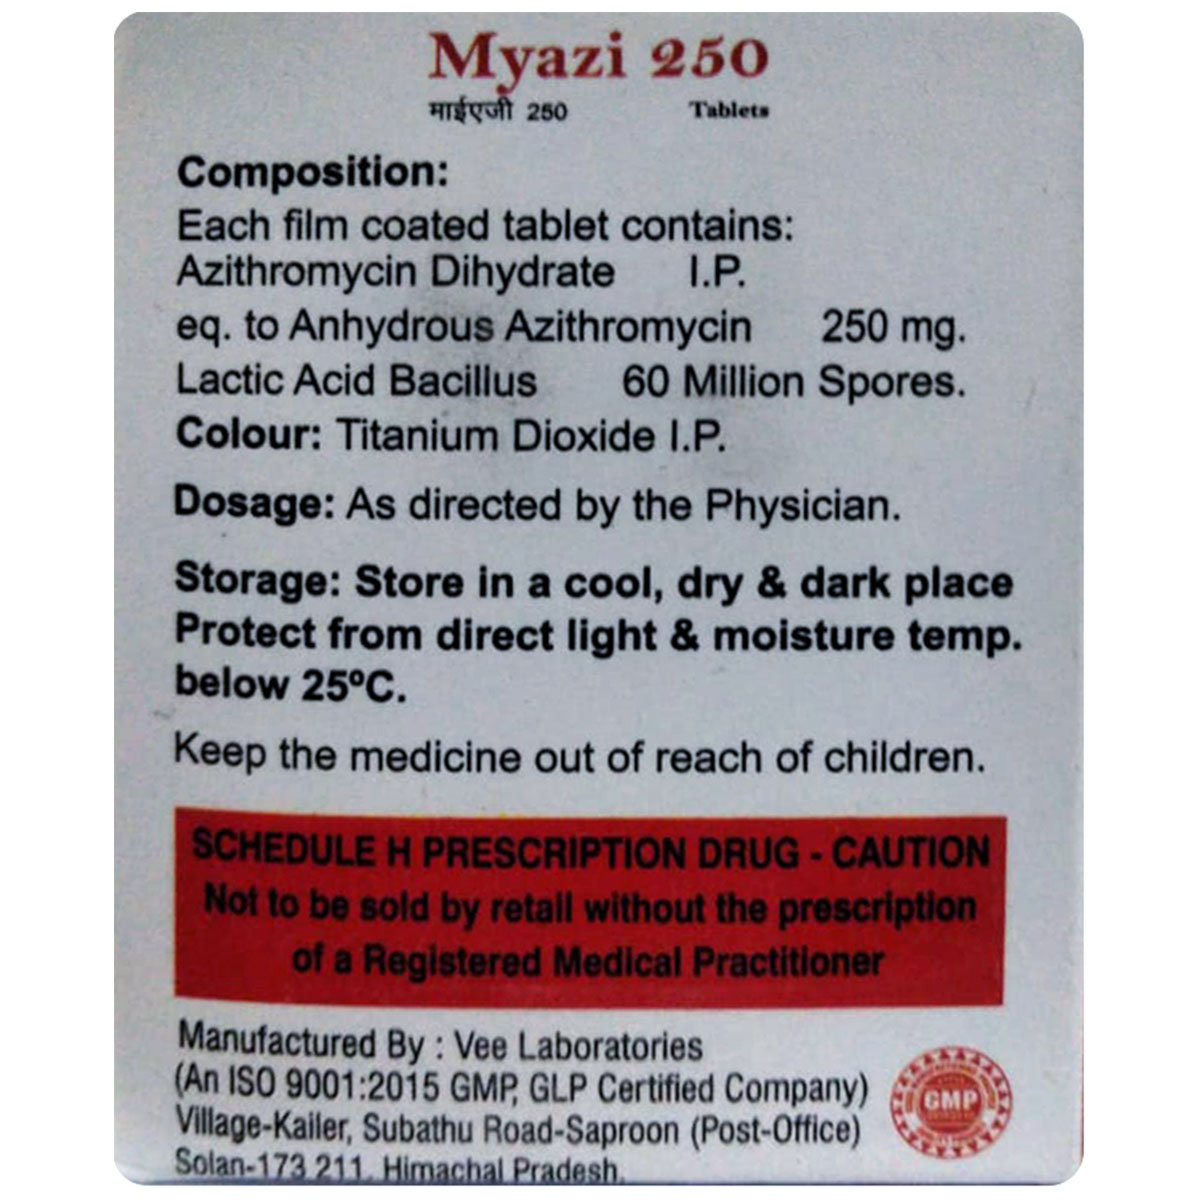 Myazi 250
माईएजी 250 Tablets
Composition:
Each film coated tablet contains:
Azithromycin Dihydrate I.P.
eq. to Anhydrous Azithromycin 250 mg.
Lactic Acid Bacillus 60 Million Spores.
Colour: Titanium Dioxide I.P.
Dosage: As directed by the Physician.
Storage: Store in a cool, dry & dark place
Protect from direct light & moisture temp.
below 25ºC.
Keep the medicine out of reach of children.
SCHEDULE H PRESCRIPTION DRUG - CAUTION
Not to be sold by retail without the prescription
of a Registered Medical Practitioner
Manufactured By : Vee Laboratories
(An ISO 9001:2015 GMP, GLP Certified Company)
Village-Kailer, Subathu Road-Saproon (Post-Office)
Solan-173 211, Himachal Pradesh.
GMP